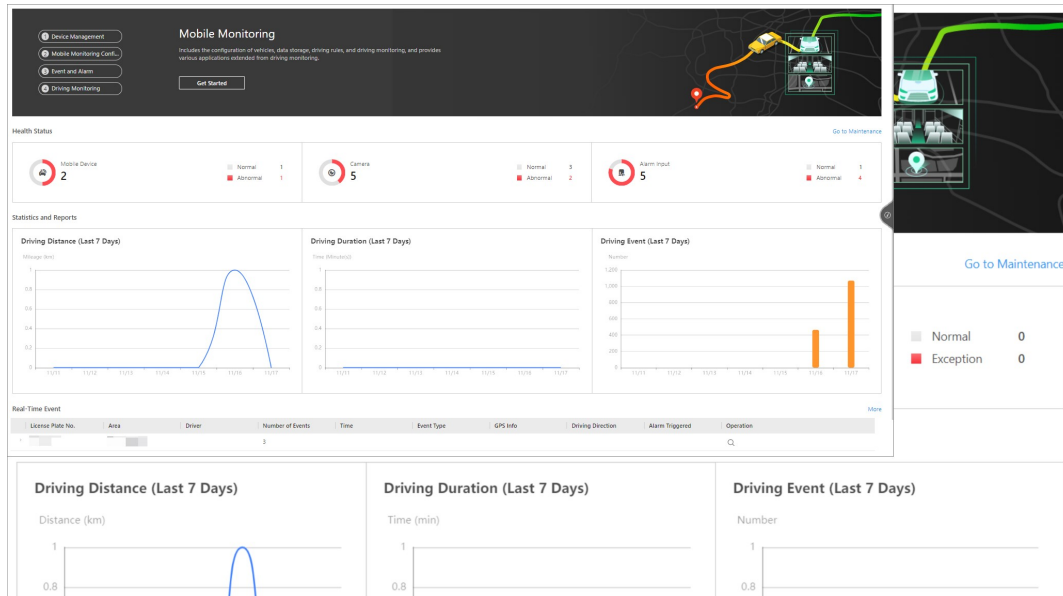 1 Device Management
2 Mobile Monitoring Confi...
3 Event and Alarm
4 Driving Monitoring
Mobile Monitoring
Includes the configuration of vehicles, data storage, driving rules, and driving monitoring, and provides
various applications extended from driving monitoring.
Get Started
Health Status
Go to Maintenance
Mobile Device
2
Normal 1
Abnormal 1
Camera
5
Normal 3
Abnormal 2
Alarm Input
5
Normal 1
Abnormal 4
Statistics and Reports
Driving Distance (Last 7 Days)
Mileage (km)
1
0.8
0.6
0.4
0.2
0
11/11 11/12 11/13 11/14 11/15 11/16 11/17
Driving Duration (Last 7 Days)
Time (Minute(s))
1
0.8
0.6
0.4
0.2
0
11/11 11/12 11/13 11/14 11/15 11/16 11/17
Driving Event (Last 7 Days)
Number
1,200
1,000
800
600
400
200
0
11/11 11/12 11/13 11/14 11/15 11/16 11/17
Real-Time Event
More
License Plate No. Area Driver Number of Events Time Event Type GPS Info Driving Direction Alarm Triggered Operation
3
Go to Maintenance
Normal 0
Exception 0
Driving Distance (Last 7 Days)
Distance (km)
1
0.8
Driving Duration (Last 7 Days)
Time (min)
1
0.8
Driving Event (Last 7 Days)
Number
1
0.8